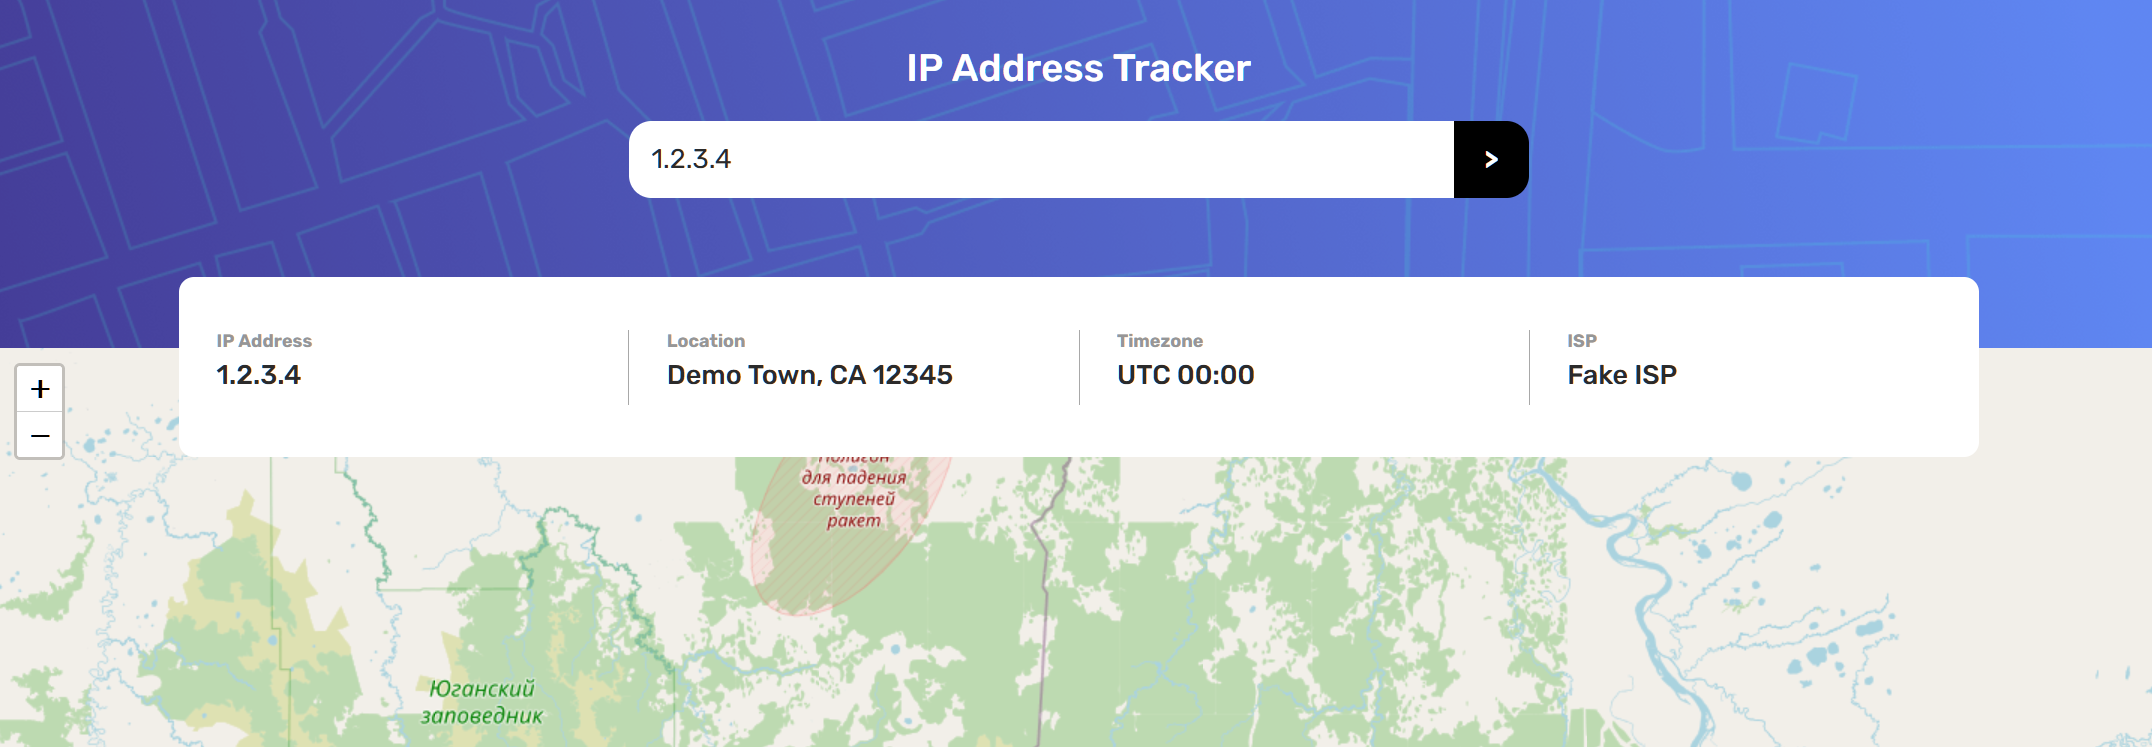 IP Address Tracker
1.2.3.4
>
IP Address
1.2.3.4
Location
Demo Town, CA 12345
Timezone
UTC 00:00
ISP
Fake ISP
+
−
Полигон
для падения
ступеней
ракет
Юганский
заповедник